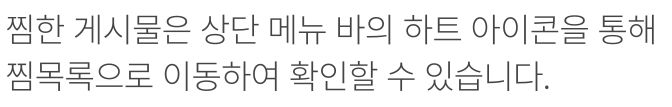 찜한 게시물은 상단 메뉴 바의 하트 아이콘을 통해
찜목록으로 이동하여 확인할 수 있습니다.